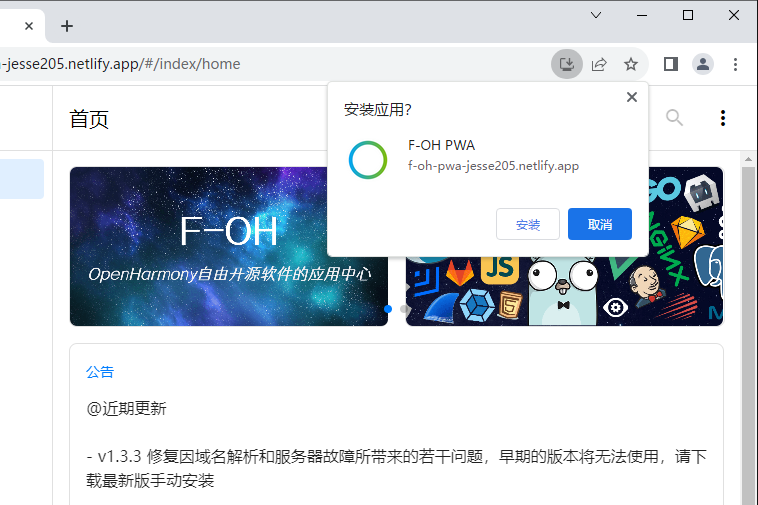 -jesse205.netlify.app/#/index/home
安装应用？
F-OH PWA
f-oh-pwa-jesse205.netlify.app
安装
取消
首页
F-OH
OpenHarmony自由开源软件的应用中心
GO
NGINX
JS
5
公告
@近期更新
- v1.3.3 修复因域名解析和服务器故障所带来的若干问题，早期的版本将无法使用，请下
载最新版手动安装